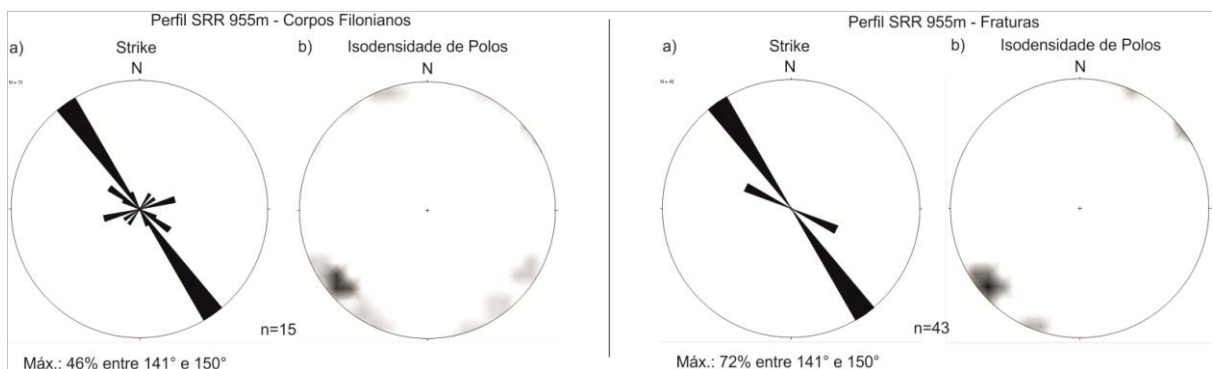 Perfil SRR 955m - Corpos Filonianos
a)
Strike
N
N = 15
b)
Isodensidade de Polos
N
n=15
Máx.: 46% entre 141° e 150°
Perfil SRR 955m - Fraturas
a)
Strike
N
b)
Isodensidade de Polos
N
n=43
Máx.: 72% entre 141° e 150°